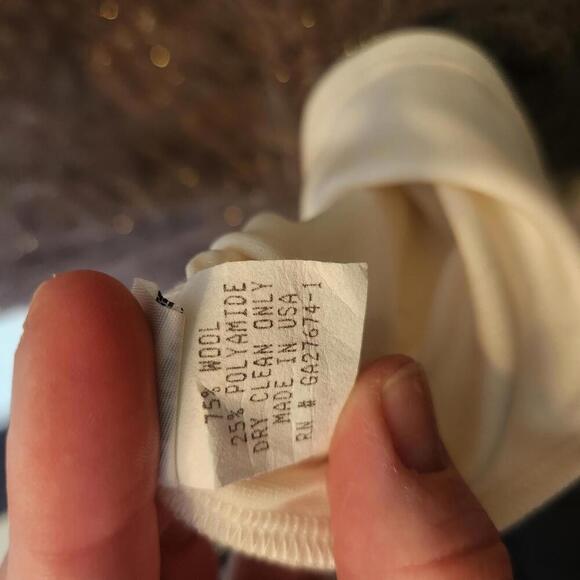 75% WOOL
25% POLYAMIDE
DRY CLEAN ONLY
MADE IN USA
RN # GA27674-1